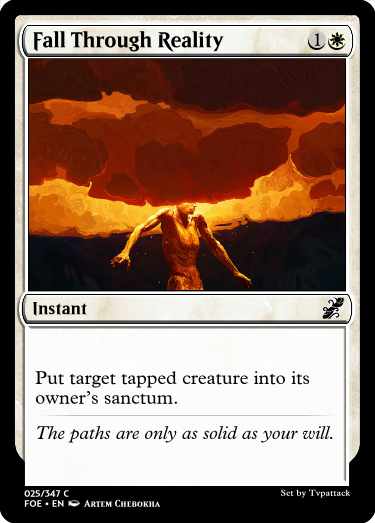 Fall Through Reality 1
Instant
Put target tapped creature into its
owner's sanctum.
The paths are only as solid as your will.
025/347 C
FOE • EN Artem Chebokha
Set by Tvpattack